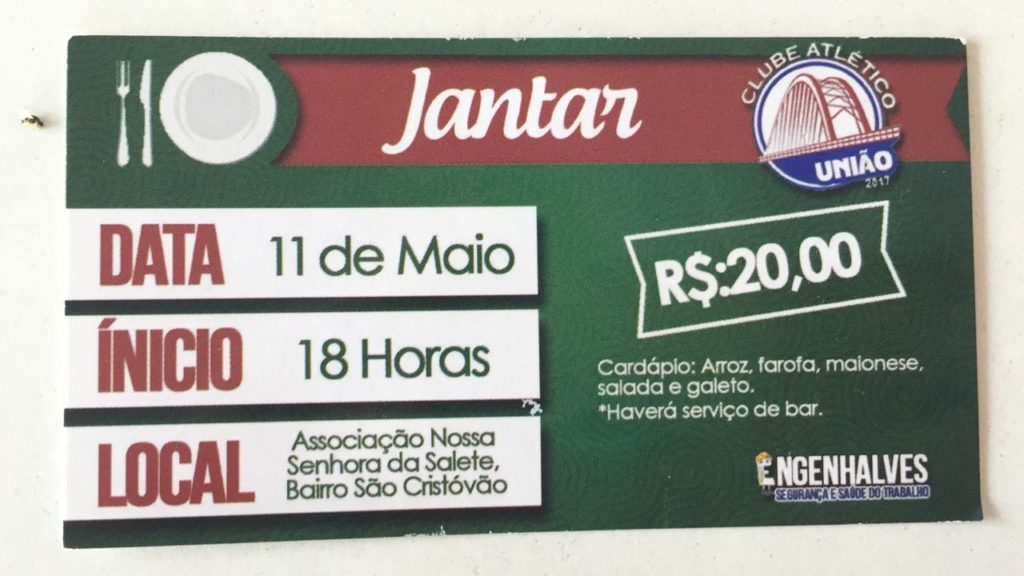 Jantar
CLUBE ATLÉTICO
UNIÃO
2017
DATA 11 de Maio
R$:20,00
ÍNICIO 18 Horas
Cardápio: Arroz, farofa, maionese,
salada e galeto.
*Haverá serviço de bar.
LOCAL
Associação Nossa
Senhora da Salete,
Bairro São Cristóvão
ENGENHALVES
SEGURANÇA E SAÚDE DO TRABALHO